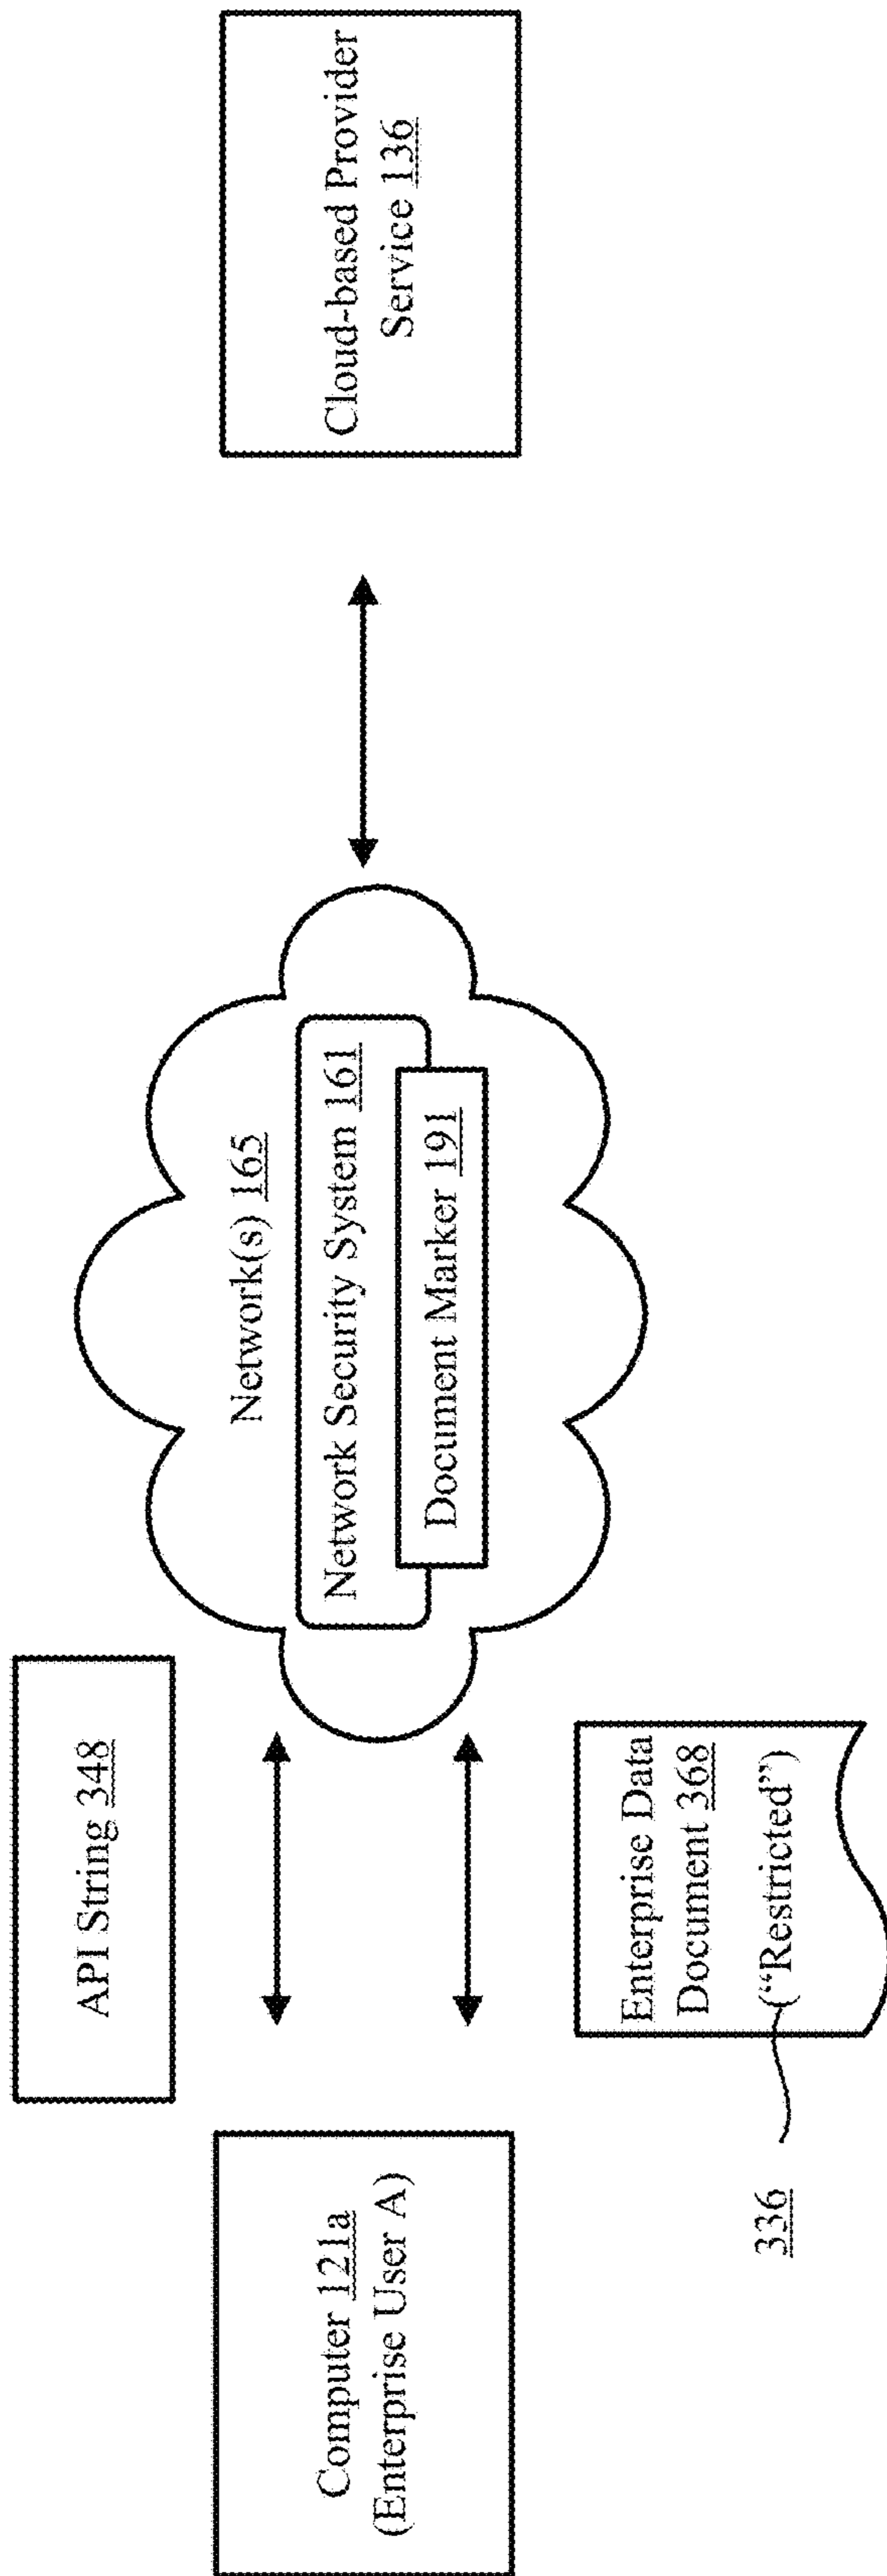 API String 348
Computer 121a
(Enterprise User A)
Network(s) 165
Network Security System 161
Document Marker 191
Cloud-based Provider
Service 136
Enterprise Data
Document 368
(“Restricted”)
336